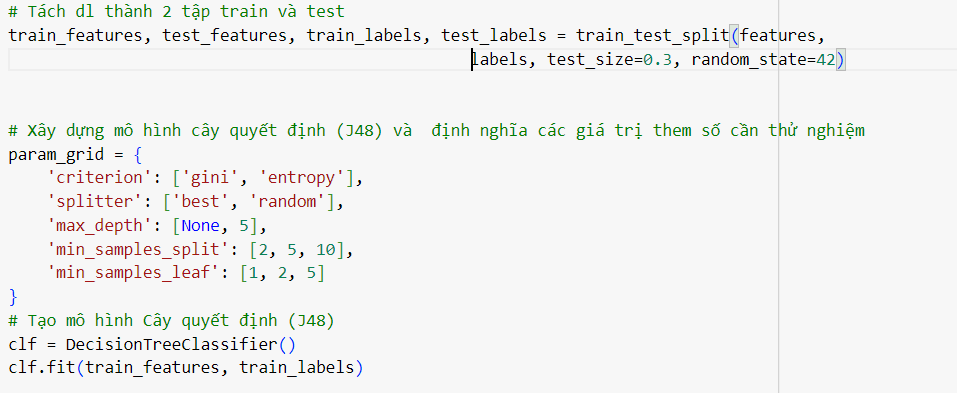 # Tách dl thành 2 tập train và test
train_features, test_features, train_labels, test_labels = train_test_split(features,
labels, test_size=0.3, random_state=42)
# Xây dựng mô hình cây quyết định (J48) và  định nghĩa các giá trị them số cần thử nghiệm
param_grid = {
    'criterion': ['gini', 'entropy'],
    'splitter': ['best', 'random'],
    'max_depth': [None, 5],
    'min_samples_split': [2, 5, 10],
    'min_samples_leaf': [1, 2, 5]
}
# Tạo mô hình Cây quyết định (J48)
clf = DecisionTreeClassifier()
clf.fit(train_features, train_labels)